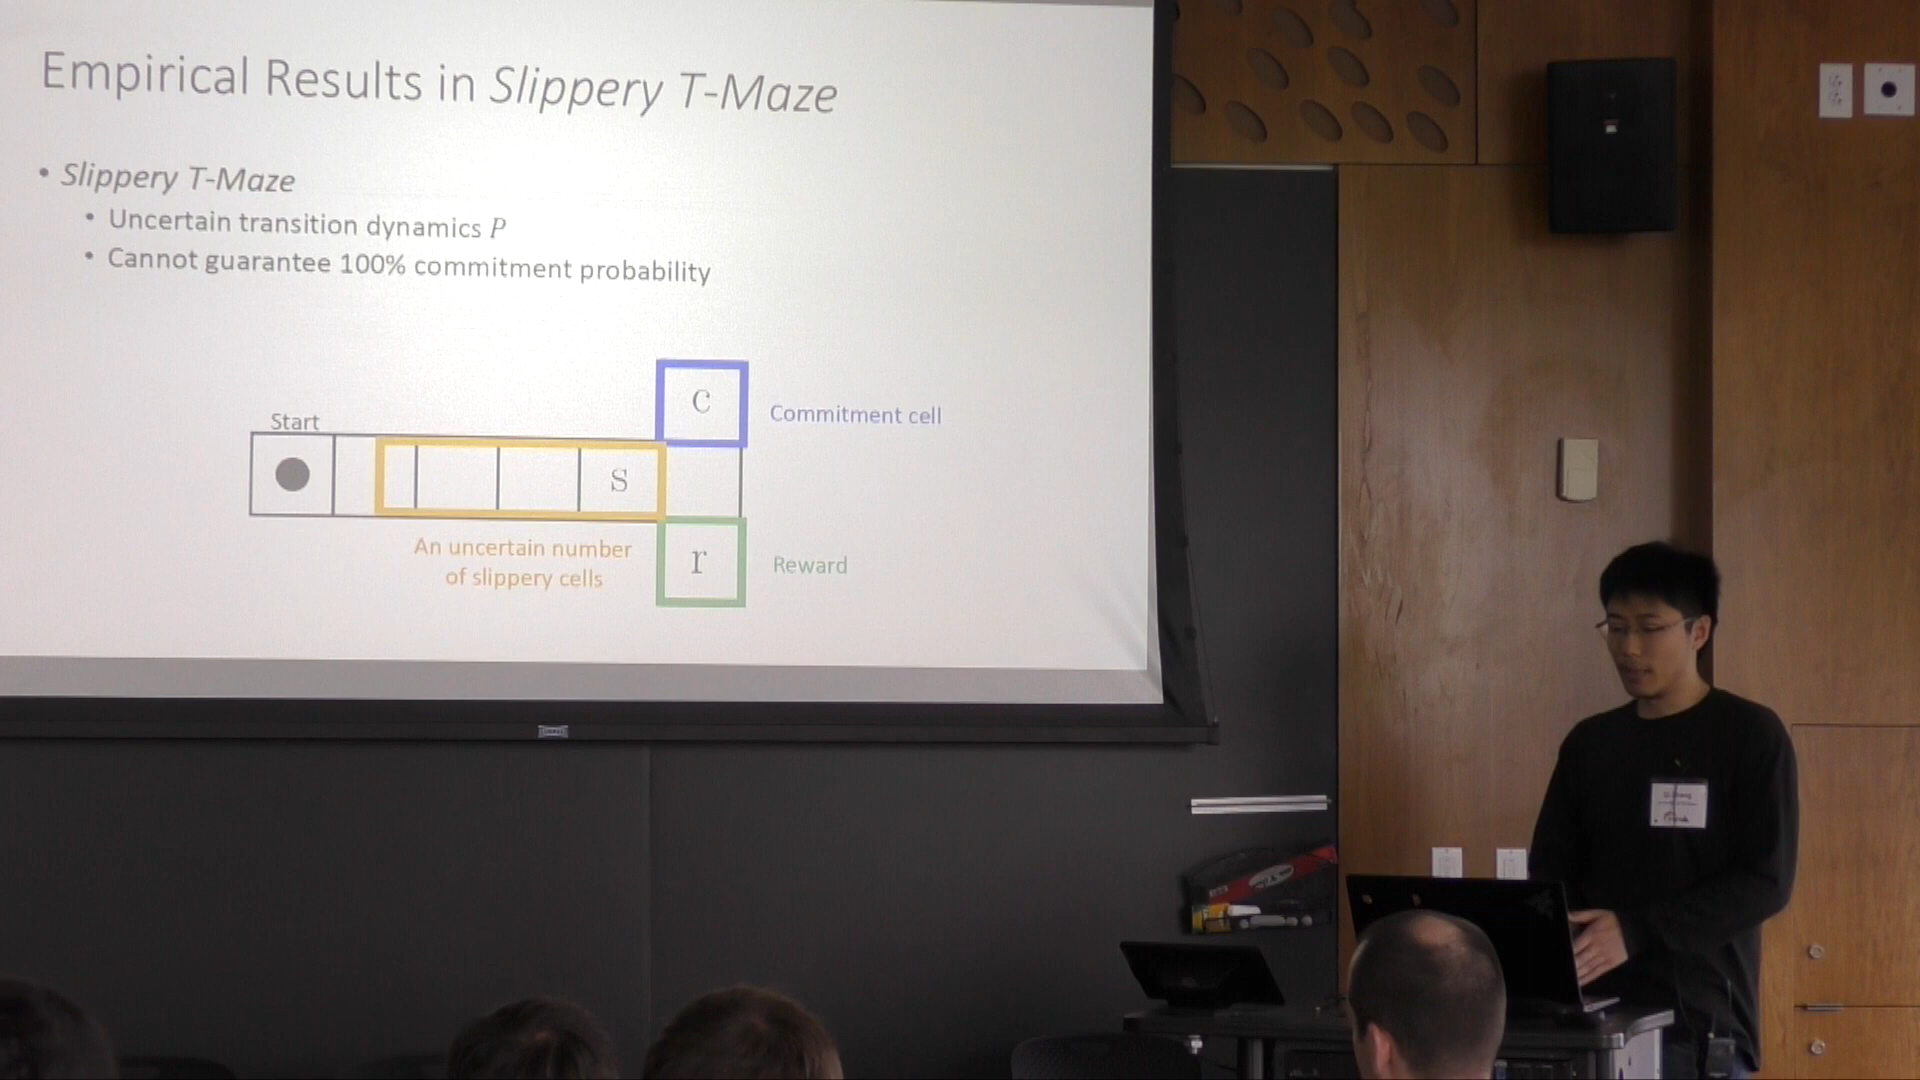 Empirical Results in Slippery T-Maze
• Slippery T-Maze
• Uncertain transition dynamics P
• Cannot guarantee 100% commitment probability
c
Commitment cell
Start
s
An uncertain number
of slippery cells
r
Reward